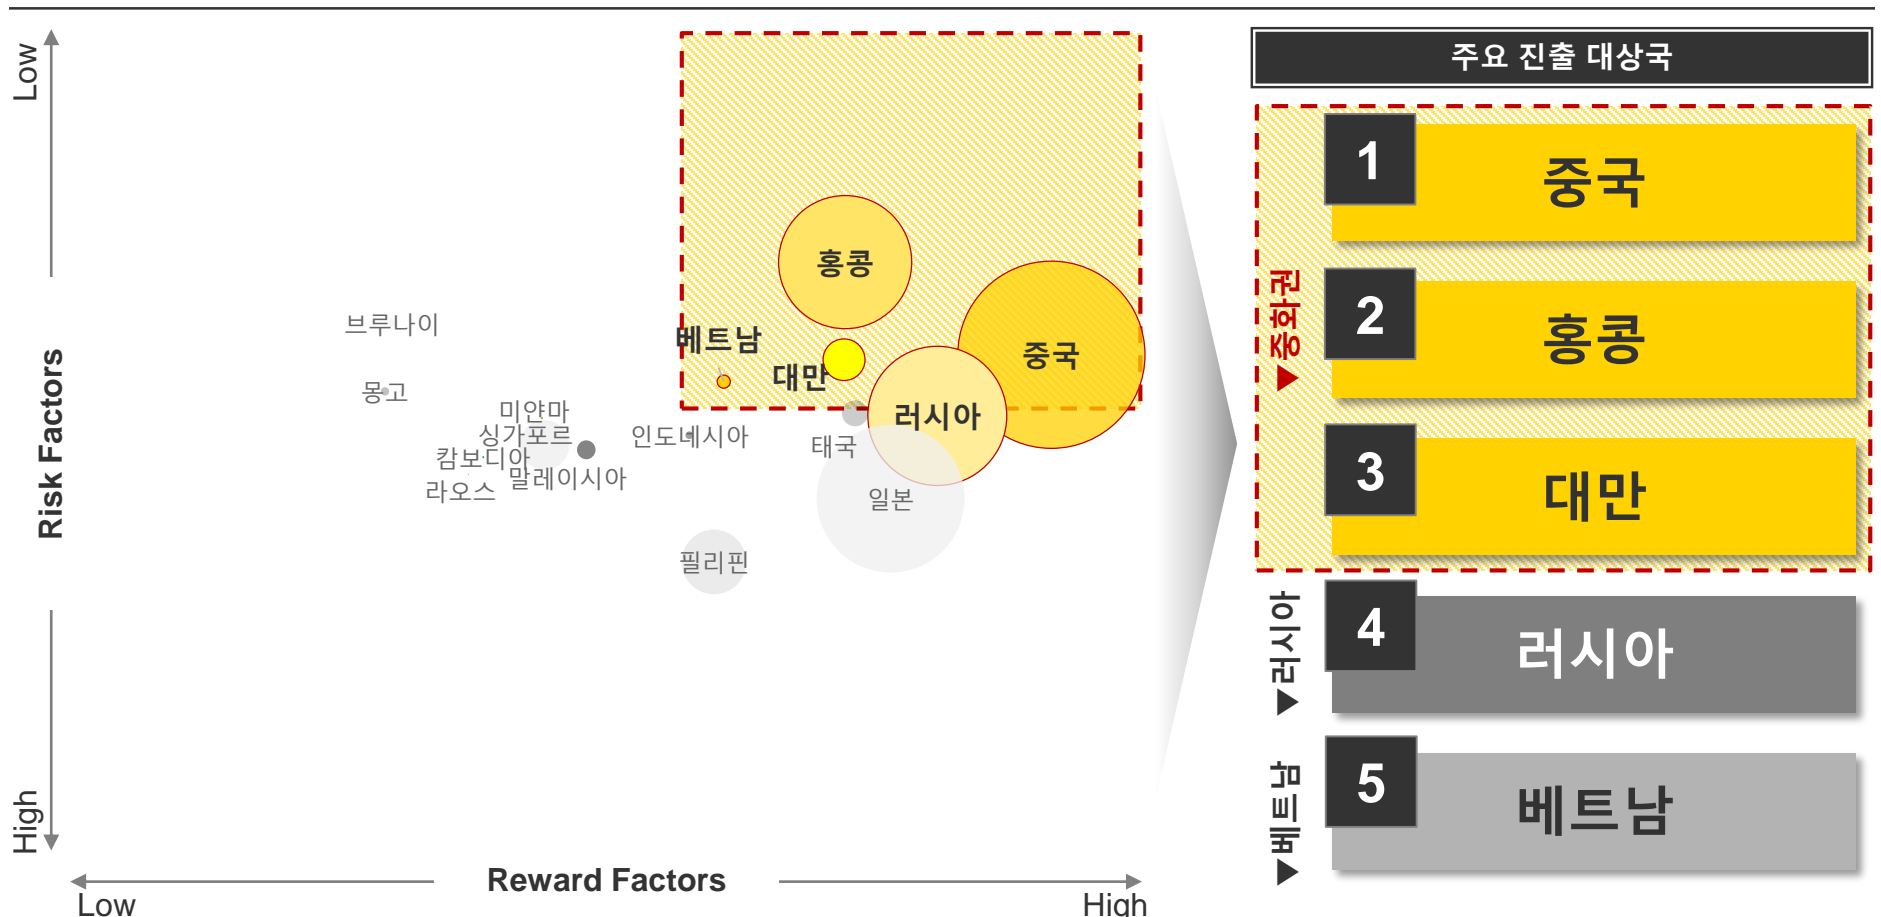 Low
Risk Factors
High
Low
Reward Factors
High
브루나이
몽고
미얀마
싱가포르
캄보디아
말레이시아
라오스
인도네시아
필리핀
홍콩
베트남
대만
중국
러시아
태국
일본
주요 진출 대상국
▼중화권
1
중국
2
홍콩
3
대만
▼러시아
4
러시아
▼베트남
5
베트남